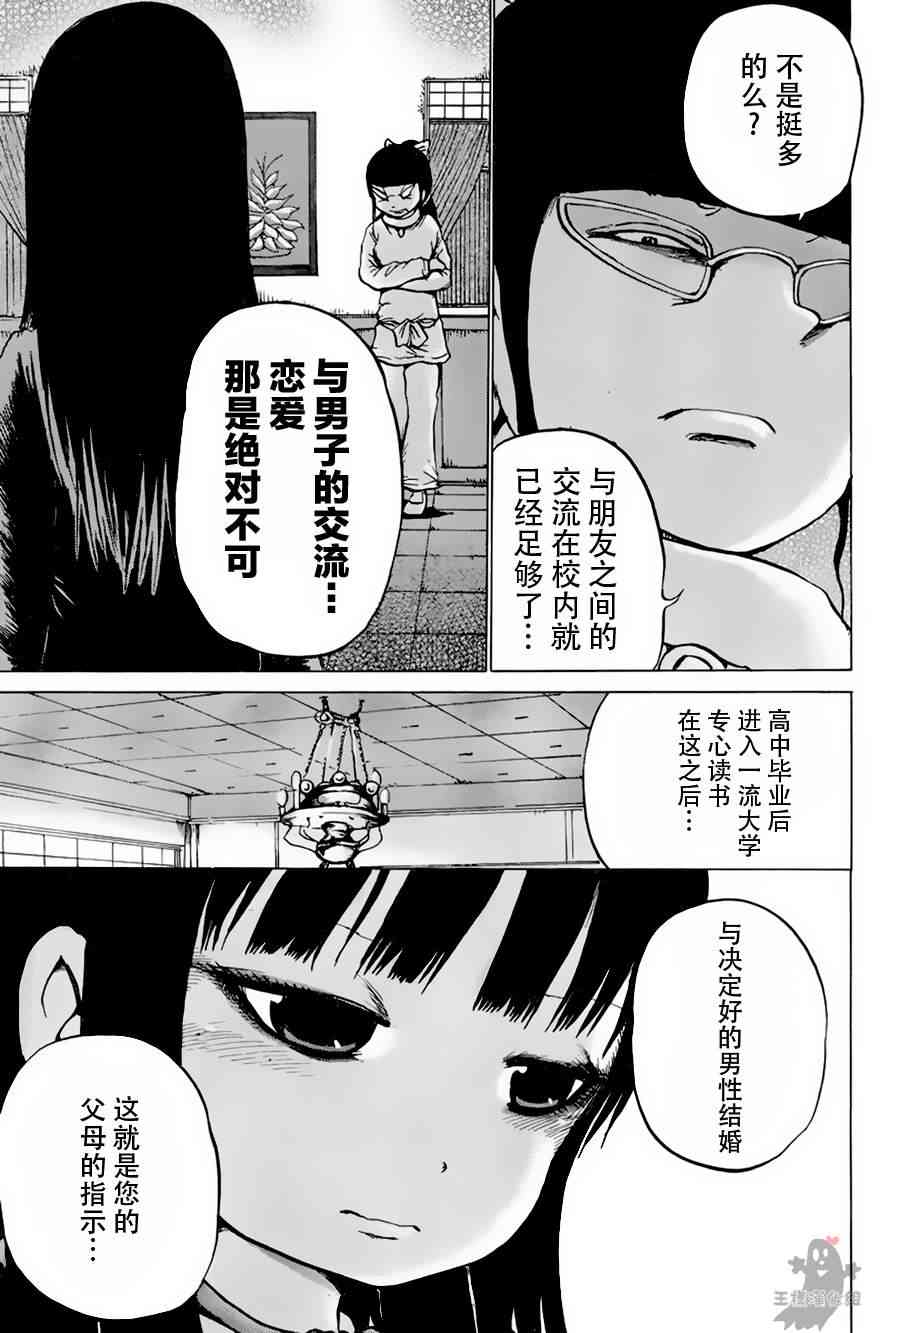 不是挺多
的么？
与朋友之间的
交流在校内就
已经足够了…
与男子的交流…
恋爱
那是绝对不可
高中毕业后
进入一流大学
专心读书
在这之后…
与决定好的男性结婚
这就是您的
父母的指示…